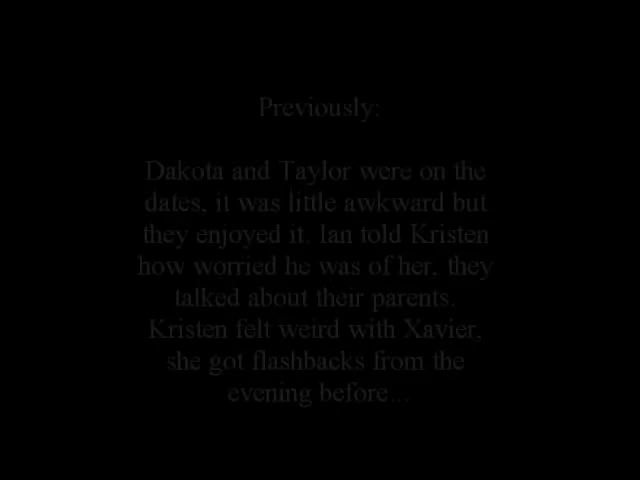 Previously:
Dakota and Taylor were on the
dates, it was little awkward but
they enjoyed it. Ian told Kristen
how worried he was of her, they
talked about their parents.
Kristen felt weird with Xavier,
she got flashbacks from the
evening before...